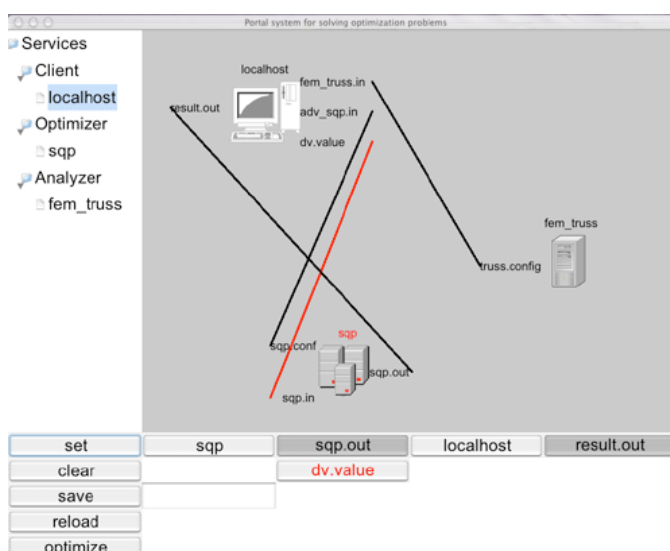 Portal system for solving optimization problems
Services
Client
localhost
Optimizer
sqp
Analyzer
fem_truss
localhost
fem_truss.in
result.out
adv_sqp.in
dv.value
fem_truss
truss.config
sqp
sqp.conf
sqp.out
sqp.in
set sqp sqp.out localhost result.out
clear dv.value
save
reload
optimize